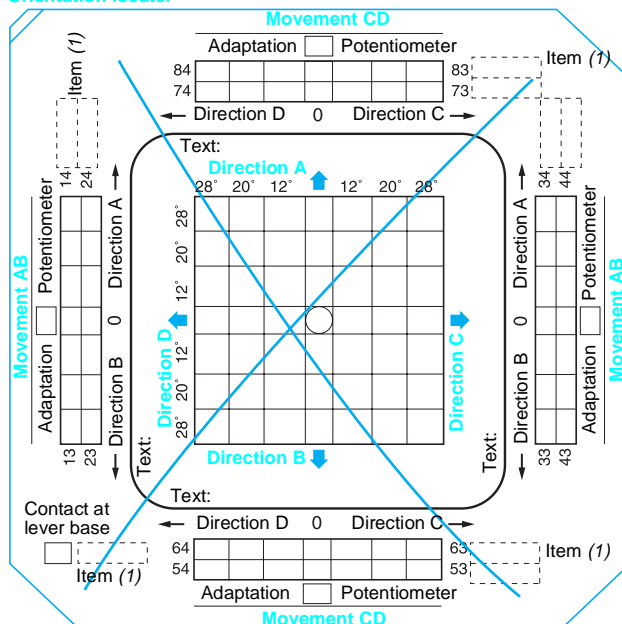 Orientation locator
Movement CD
Adaptation Potentiometer
84 83
74 73
Item (1)
Direction D 0 Direction C
Item (1)
14 24
34 44
Text:
Direction A
28° 20° 12° 12° 20° 28°
28°
20°
12°
12°
20°
28°
Movement AB
Adaptation Potentiometer
Direction B 0 Direction A
13 23
Direction D
Direction C
Direction B 0 Direction A
Adaptation Potentiometer
Movement AB
33 43
Text:
Text:
Direction B
Text:
Contact at
lever base
Item (1)
Direction D 0 Direction C
64 63
54 53
Item (1)
Adaptation Potentiometer
Movement CD